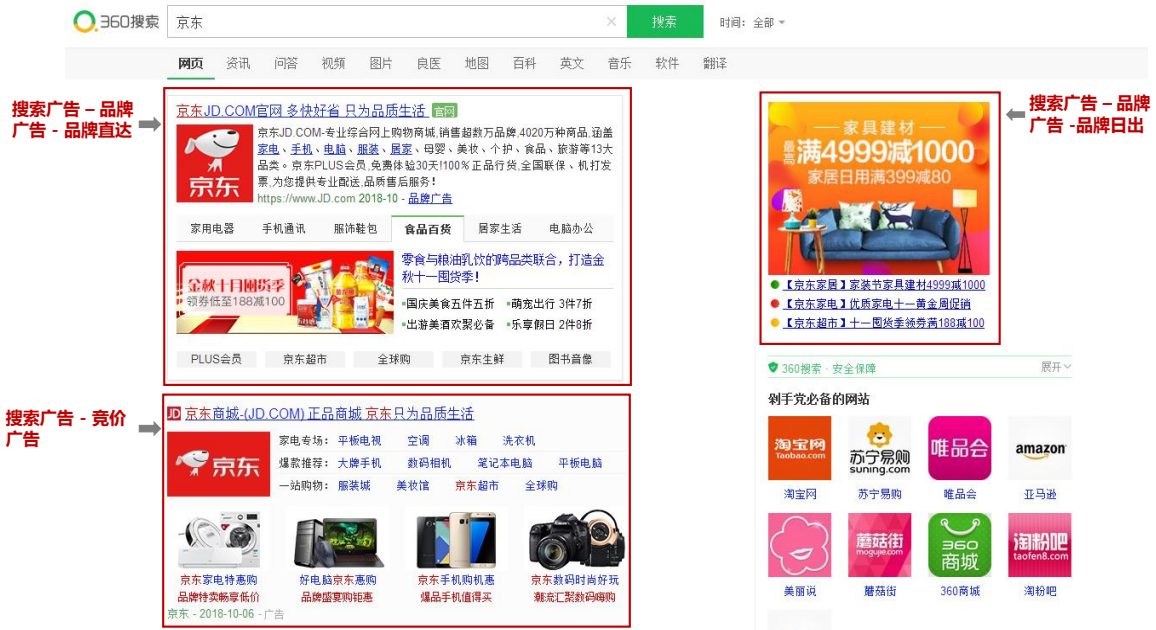 360搜索
京东
搜索
时间：全部
网页 资讯 问答 视频 图片 良医 地图 百科 英文 音乐 软件 翻译
搜索广告 – 品牌
广告 - 品牌直达
京东JD.COM官网 多快好省 只为品质生活 官网
京东
京东JD.COM-专业综合网上购物商城,销售超数万品牌,4020万种商品,涵盖
家电、手机、电脑、服装、居家、母婴、美妆、个护、食品、旅游等13大
品类。京东PLUS会员,免费体验30天!100%正品行货,全国联保、机打发
票,为您提供专业配送,品质售后服务!
https://www.JD.com 2018-10 - 品牌广告
家用电器 手机通讯 服饰鞋包 食品百货 居家生活 电脑办公
金秋十月囤货季
领券低至188减100
零食与粮油乳饮的跨品类联合，打造金
秋十一囤货季！
国庆美食五件五折 萌宠出行 3件7折
出游美酒欢聚必备 乐享假日 2件8折
PLUS会员 京东超市 全球购 京东生鲜 图书音像
搜索广告 - 竞价
广告
JD 京东商城-(JD.COM) 正品商城 京东只为品质生活
京东
家电专场： 平板电视 空调 冰箱 洗衣机
爆款推荐： 大牌手机 数码相机 笔记本电脑 平板电脑
一站购物： 服装城 美妆馆 京东超市 全球购
京东家电特惠购 好电脑京东惠购 京东手机购机惠 京东数码时尚好玩
品牌特卖畅享低价 品牌盛宴购钜惠 爆品手机值得买 潮流汇聚数码嗨购
京东 - 2018-10-06 - 广告
搜索广告 – 品牌
广告 -品牌日出
家具建材
最高满4999减1000
家居日用满399减80
【京东家居】家装节家具建材4999减1000
【京东家电】优质家电十一黄金周促销
【京东超市】十一囤货季领券满188减100
360搜索 · 安全保障 展开
剁手党必备的网站
淘宝网
Taobao.com
苏宁易购
suning.com
唯品会
amazon
淘宝网 苏宁易购 唯品会 亚马逊
蘑菇街
mogujie.com
360
商城
淘粉吧
taofen8.com
美丽说 蘑菇街 360商城 淘粉吧